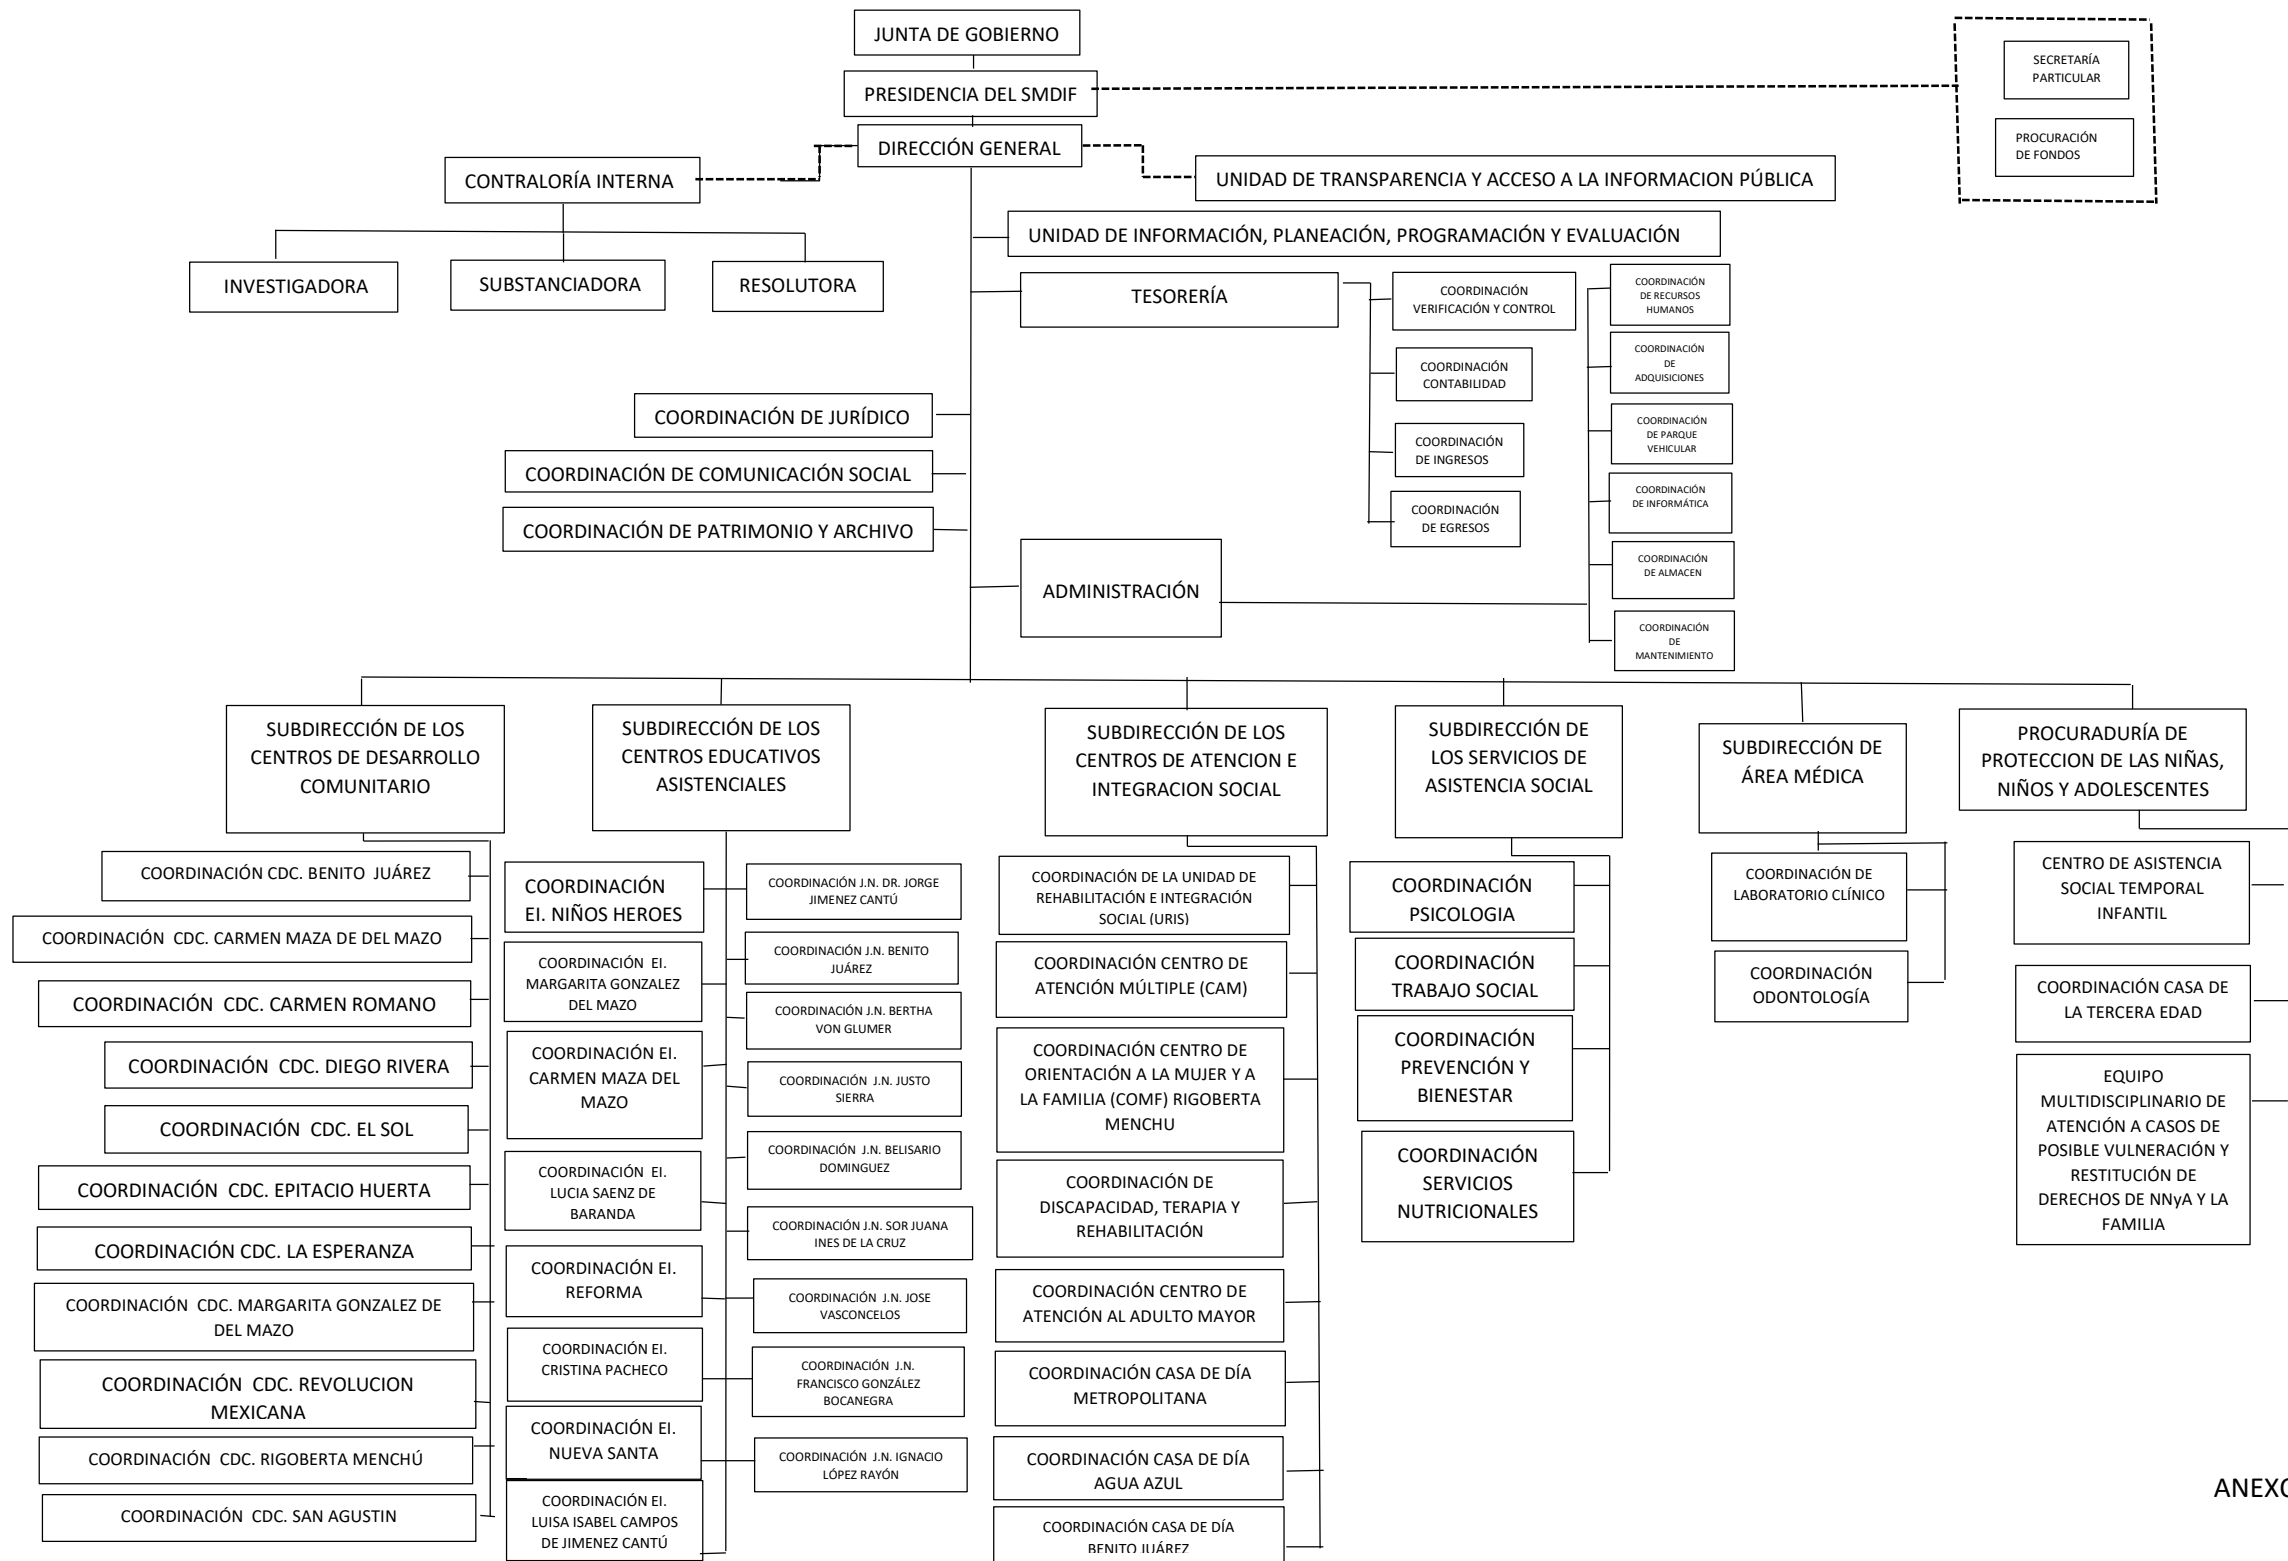 JUNTA DE GOBIERNO
PRESIDENCIA DEL SMDIF
DIRECCIÓN GENERAL
SECRETARÍA
PARTICULAR
PROCURACIÓN
DE FONDOS
CONTRALORÍA INTERNA
UNIDAD DE TRANSPARENCIA Y ACCESO A LA INFORMACION PÚBLICA
UNIDAD DE INFORMACIÓN, PLANEACIÓN, PROGRAMACIÓN Y EVALUACIÓN
INVESTIGADORA
SUBSTANCIADORA
RESOLUTORA
TESORERÍA
COORDINACIÓN
VERIFICACIÓN Y CONTROL
COORDINACIÓN
CONTABILIDAD
COORDINACIÓN
DE INGRESOS
COORDINACIÓN
DE EGRESOS
COORDINACIÓN
DE RECURSOS
HUMANOS
COORDINACIÓN
DE
ADQUISICIONES
COORDINACIÓN
DE PARQUE
VEHICULAR
COORDINACIÓN
DE INFORMÁTICA
COORDINACIÓN
DE ALMACEN
COORDINACIÓN
DE
MANTENIMIENTO
COORDINACIÓN DE JURÍDICO
COORDINACIÓN DE COMUNICACIÓN SOCIAL
COORDINACIÓN DE PATRIMONIO Y ARCHIVO
ADMINISTRACIÓN
SUBDIRECCIÓN DE LOS
CENTROS DE DESARROLLO
COMUNITARIO
COORDINACIÓN CDC. BENITO JUÁREZ
COORDINACIÓN CDC. CARMEN MAZA DE DEL MAZO
COORDINACIÓN CDC. CARMEN ROMANO
COORDINACIÓN CDC. DIEGO RIVERA
COORDINACIÓN CDC. EL SOL
COORDINACIÓN CDC. EPITACIO HUERTA
COORDINACIÓN CDC. LA ESPERANZA
COORDINACIÓN CDC. MARGARITA GONZALEZ DE
DEL MAZO
COORDINACIÓN CDC. REVOLUCION
MEXICANA
COORDINACIÓN CDC. RIGOBERTA MENCHÚ
COORDINACIÓN CDC. SAN AGUSTIN
SUBDIRECCIÓN DE LOS
CENTROS EDUCATIVOS
ASISTENCIALES
COORDINACIÓN
EI. NIÑOS HEROES
COORDINACIÓN EI.
MARGARITA GONZALEZ
DEL MAZO
COORDINACIÓN EI.
CARMEN MAZA DEL
MAZO
COORDINACIÓN EI.
LUCIA SAENZ DE
BARANDA
COORDINACIÓN EI.
REFORMA
COORDINACIÓN EI.
CRISTINA PACHECO
COORDINACIÓN EI.
NUEVA SANTA
COORDINACIÓN EI.
LUISA ISABEL CAMPOS
DE JIMENEZ CANTÚ
COORDINACIÓN J.N. DR. JORGE
JIMENEZ CANTÚ
COORDINACIÓN J.N. BENITO
JUÁREZ
COORDINACIÓN J.N. BERTHA
VON GLUMER
COORDINACIÓN J.N. JUSTO
SIERRA
COORDINACIÓN J.N. BELISARIO
DOMINGUEZ
COORDINACIÓN J.N. SOR JUANA
INES DE LA CRUZ
COORDINACIÓN J.N. JOSE
VASCONCELOS
COORDINACIÓN J.N.
FRANCISCO GONZÁLEZ
BOCANEGRA
COORDINACIÓN J.N. IGNACIO
LÓPEZ RAYÓN
SUBDIRECCIÓN DE LOS
CENTROS DE ATENCION E
INTEGRACION SOCIAL
COORDINACIÓN DE LA UNIDAD DE
REHABILITACIÓN E INTEGRACIÓN
SOCIAL (URIS)
COORDINACIÓN CENTRO DE
ATENCIÓN MÚLTIPLE (CAM)
COORDINACIÓN CENTRO DE
ORIENTACIÓN A LA MUJER Y A
LA FAMILIA (COMF) RIGOBERTA
MENCHU
COORDINACIÓN DE
DISCAPACIDAD, TERAPIA Y
REHABILITACIÓN
COORDINACIÓN CENTRO DE
ATENCIÓN AL ADULTO MAYOR
COORDINACIÓN CASA DE DÍA
METROPOLITANA
COORDINACIÓN CASA DE DÍA
AGUA AZUL
COORDINACIÓN CASA DE DÍA
BENITO JUÁREZ
SUBDIRECCIÓN DE
LOS SERVICIOS DE
ASISTENCIA SOCIAL
COORDINACIÓN
PSICOLOGIA
COORDINACIÓN
TRABAJO SOCIAL
COORDINACIÓN
PREVENCIÓN Y
BIENESTAR
COORDINACIÓN
SERVICIOS
NUTRICIONALES
SUBDIRECCIÓN DE
ÁREA MÉDICA
COORDINACIÓN DE
LABORATORIO CLÍNICO
COORDINACIÓN
ODONTOLOGÍA
PROCURADURÍA DE
PROTECCION DE LAS NIÑAS,
NIÑOS Y ADOLESCENTES
CENTRO DE ASISTENCIA
SOCIAL TEMPORAL
INFANTIL
COORDINACIÓN CASA DE
LA TERCERA EDAD
EQUIPO
MULTIDISCIPLINARIO DE
ATENCIÓN A CASOS DE
POSIBLE VULNERACIÓN Y
RESTITUCIÓN DE
DERECHOS DE NNyA Y LA
FAMILIA
ANEXO